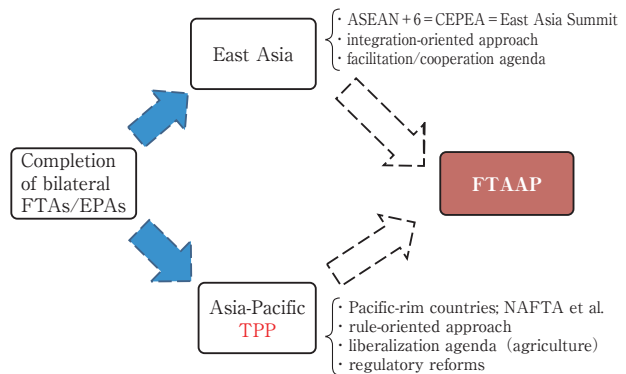 East Asia
· ASEAN+6=CEPEA=East Asia Summit
· integration-oriented approach
· facilitation/cooperation agenda
Completion
of bilateral
FTAs/EPAs
FTAAP
Asia-Pacific
TPP
· Pacific-rim countries; NAFTA et al.
· rule-oriented approach
· liberalization agenda (agriculture)
· regulatory reforms